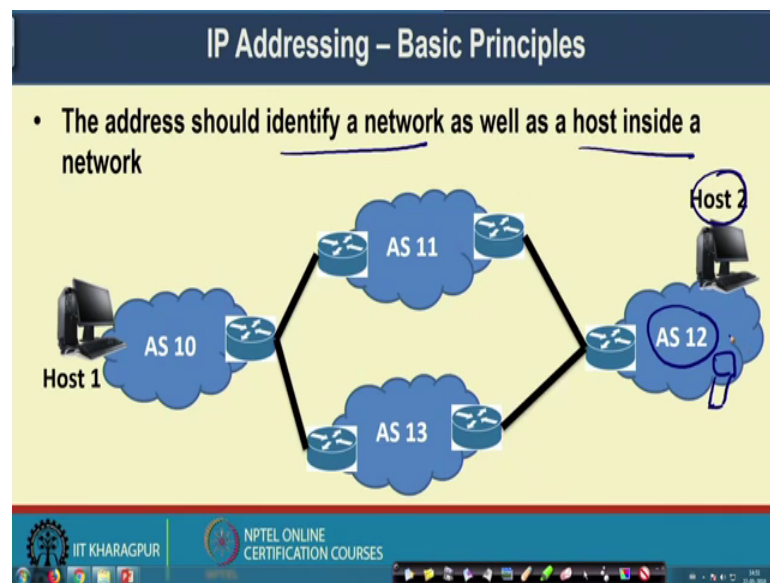 IP Addressing – Basic Principles
• The address should identify a network as well as a host inside a
network
Host 2
AS 11
AS 10
AS 12
Host 1
AS 13
IIT KHARAGPUR
NPTEL ONLINE
CERTIFICATION COURSES